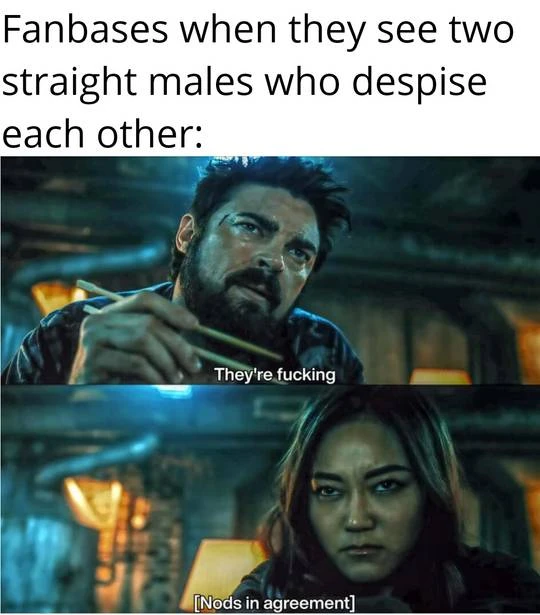 Fanbases when they see two
straight males who despise
each other:
They're fucking
[Nods in agreement]